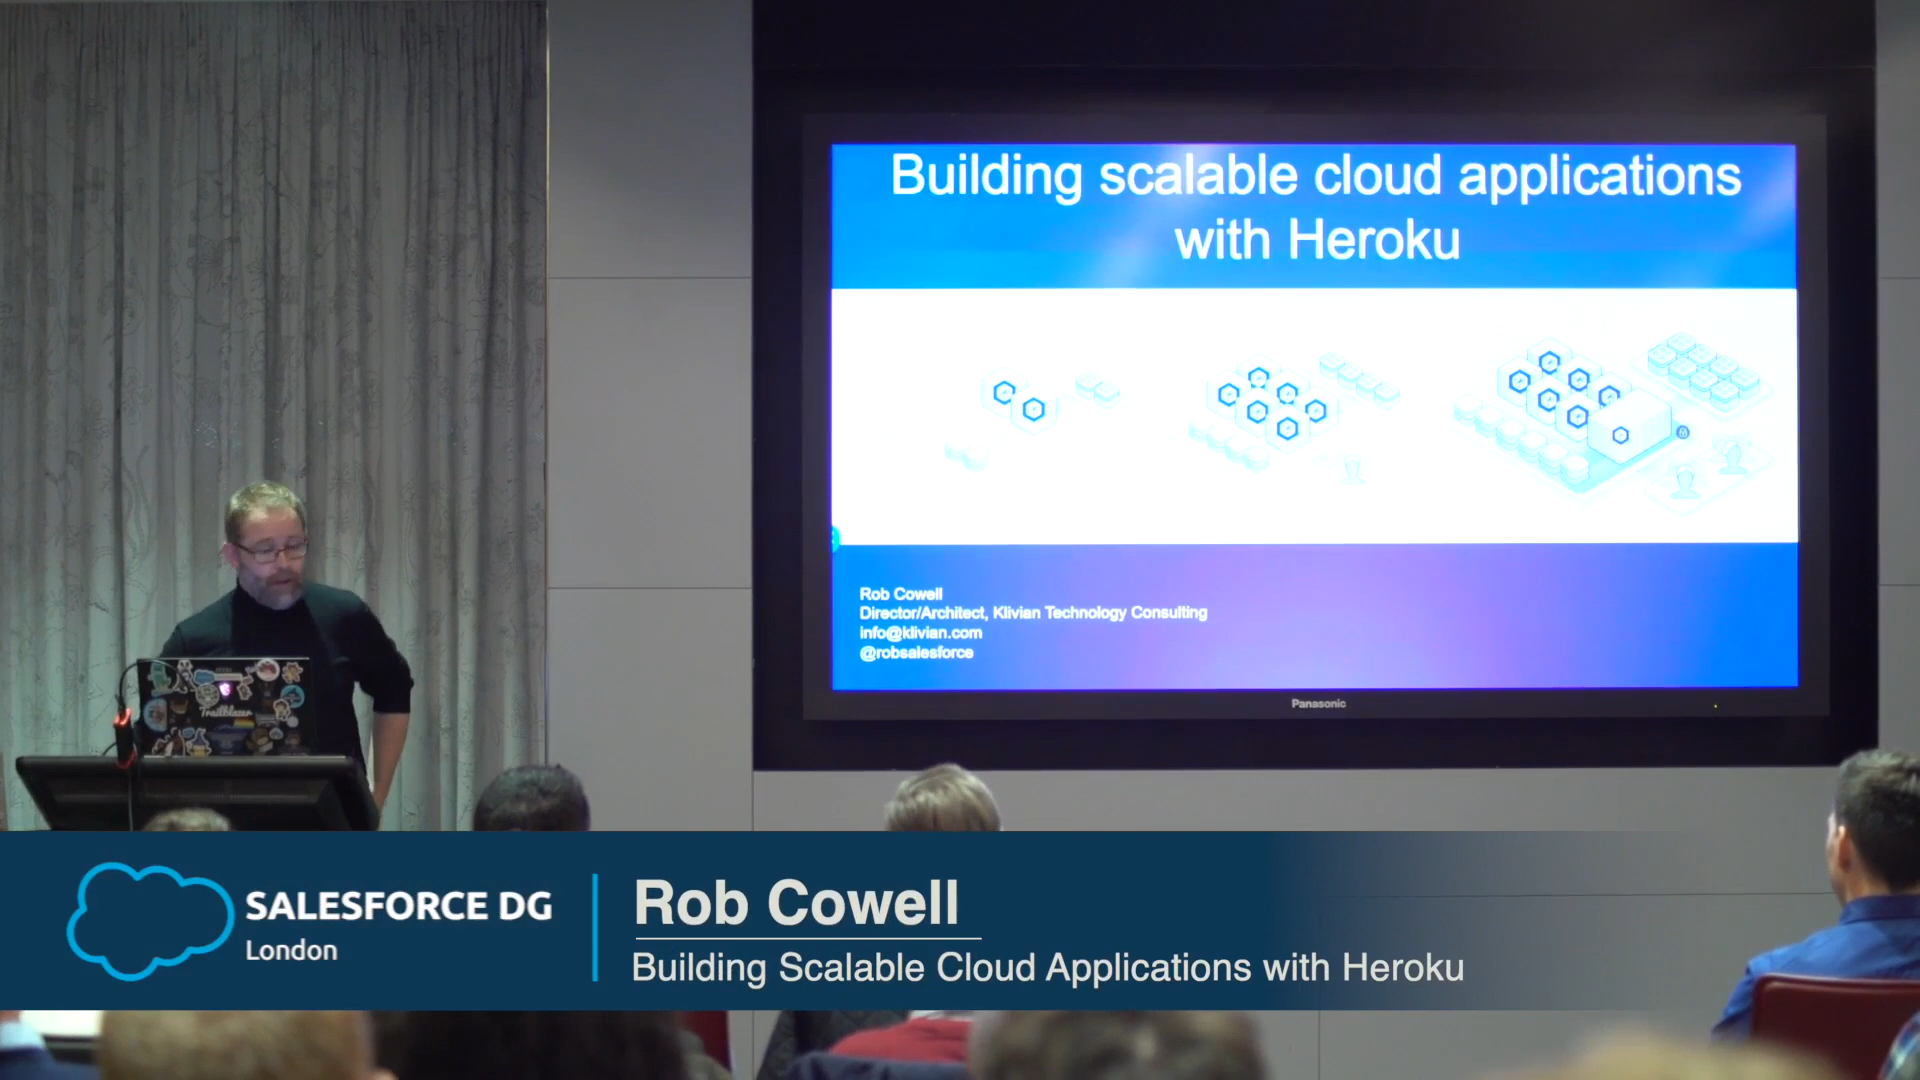 Building scalable cloud applications
with Heroku
Rob Cowell
Director/Architect, Klivian Technology Consulting
info@klivian.com
@robsalesforce
Panasonic
Trailblazer
SALESFORCE DG
London
Rob Cowell
Building Scalable Cloud Applications with Heroku